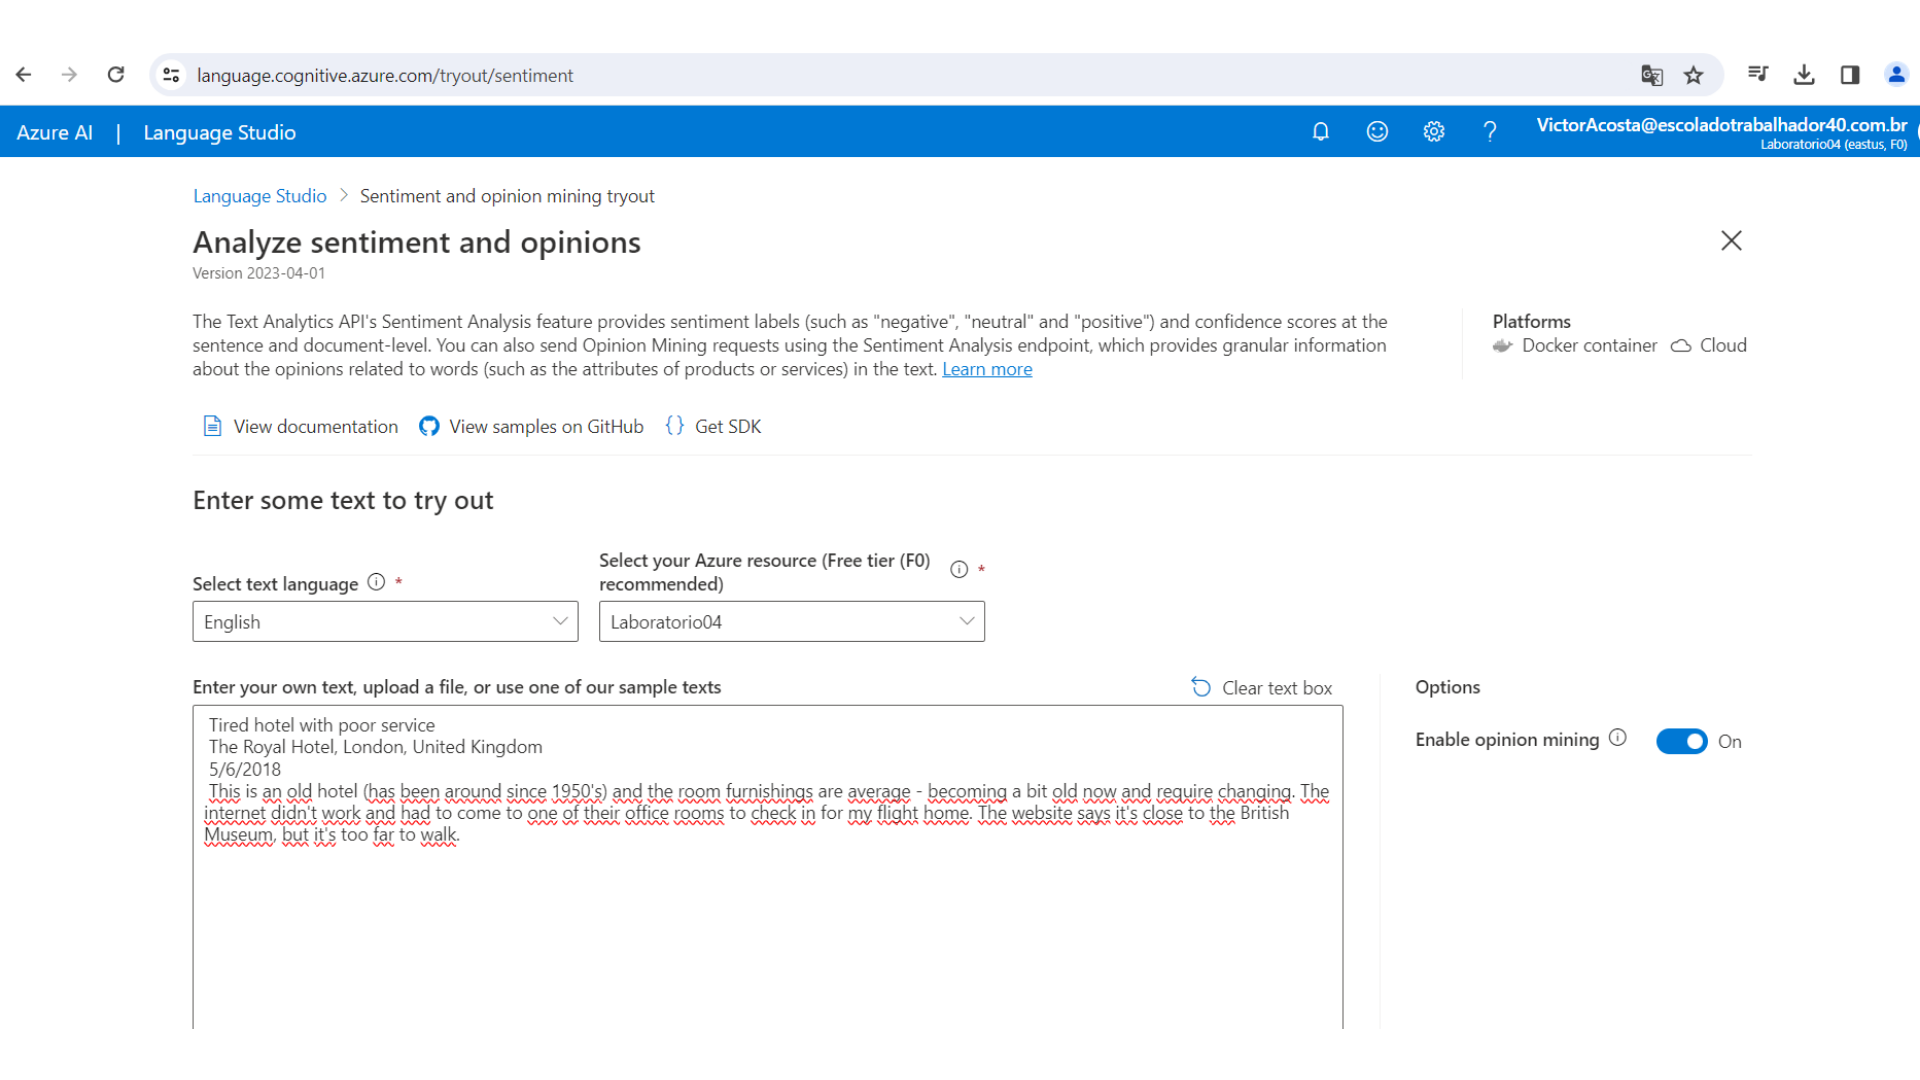 language.cognitive.azure.com/tryout/sentiment
Azure AI | Language Studio
VictorAcosta@escoladotrabalhador40.com.br
Laboratorio04 (eastus, F0)
Language Studio > Sentiment and opinion mining tryout
Analyze sentiment and opinions
Version 2023-04-01
The Text Analytics API's Sentiment Analysis feature provides sentiment labels (such as "negative", "neutral" and "positive") and confidence scores at the
sentence and document-level. You can also send Opinion Mining requests using the Sentiment Analysis endpoint, which provides granular information
about the opinions related to words (such as the attributes of products or services) in the text. Learn more
Platforms
Docker container Cloud
View documentation View samples on GitHub {} Get SDK
Enter some text to try out
Select text language *
Select your Azure resource (Free tier (F0)
recommended) *
English
Laboratorio04
Enter your own text, upload a file, or use one of our sample texts
Clear text box
Tired hotel with poor service
The Royal Hotel, London, United Kingdom
5/6/2018
This is an old hotel (has been around since 1950's) and the room furnishings are average - becoming a bit old now and require changing. The
internet didn't work and had to come to one of their office rooms to check in for my flight home. The website says it's close to the British
Museum, but it's too far to walk.
Options
Enable opinion mining On